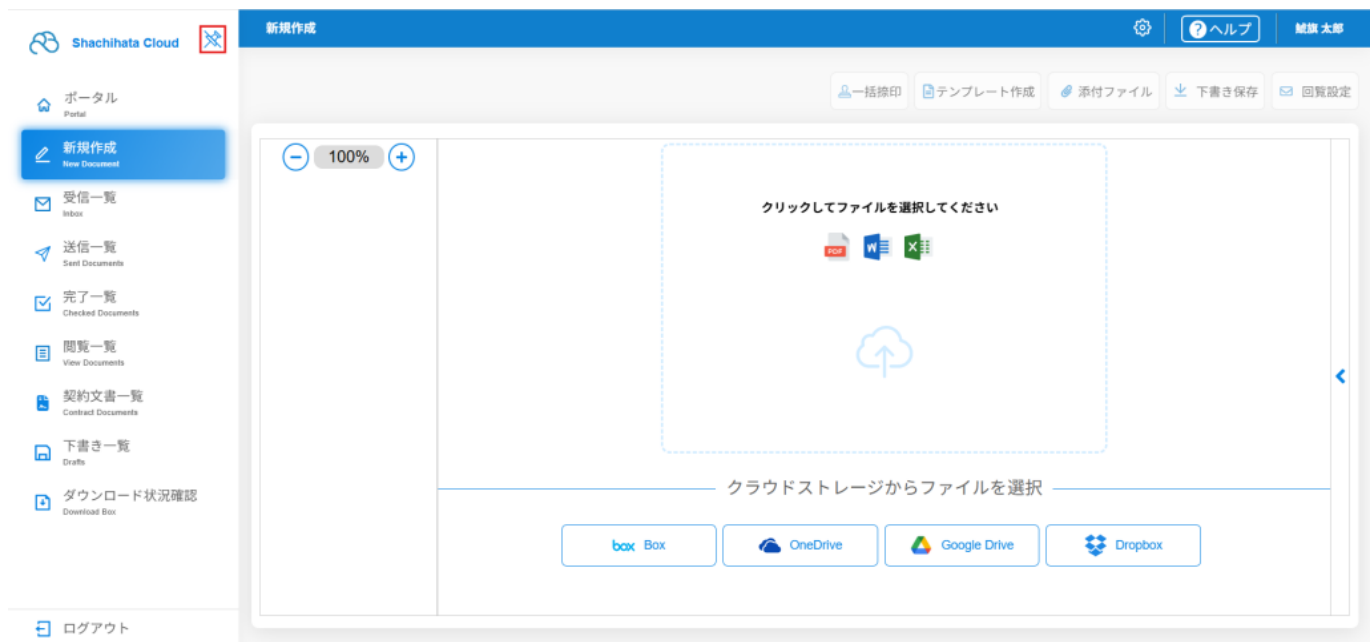 Shachihata Cloud
新規作成
ヘルプ
鯱旗 太郎
ポータル
Portal
新規作成
New Document
受信一覧
Inbox
送信一覧
Sent Documents
完了一覧
Checked Documents
閲覧一覧
View Documents
契約文書一覧
Contract Documents
下書き一覧
Drafts
ダウンロード状況確認
Download Box
ログアウト
一括捺印
テンプレート作成
添付ファイル
下書き保存
回覧設定
100%
クリックしてファイルを選択してください
PDF
クラウドストレージからファイルを選択
box Box
OneDrive
Google Drive
Dropbox